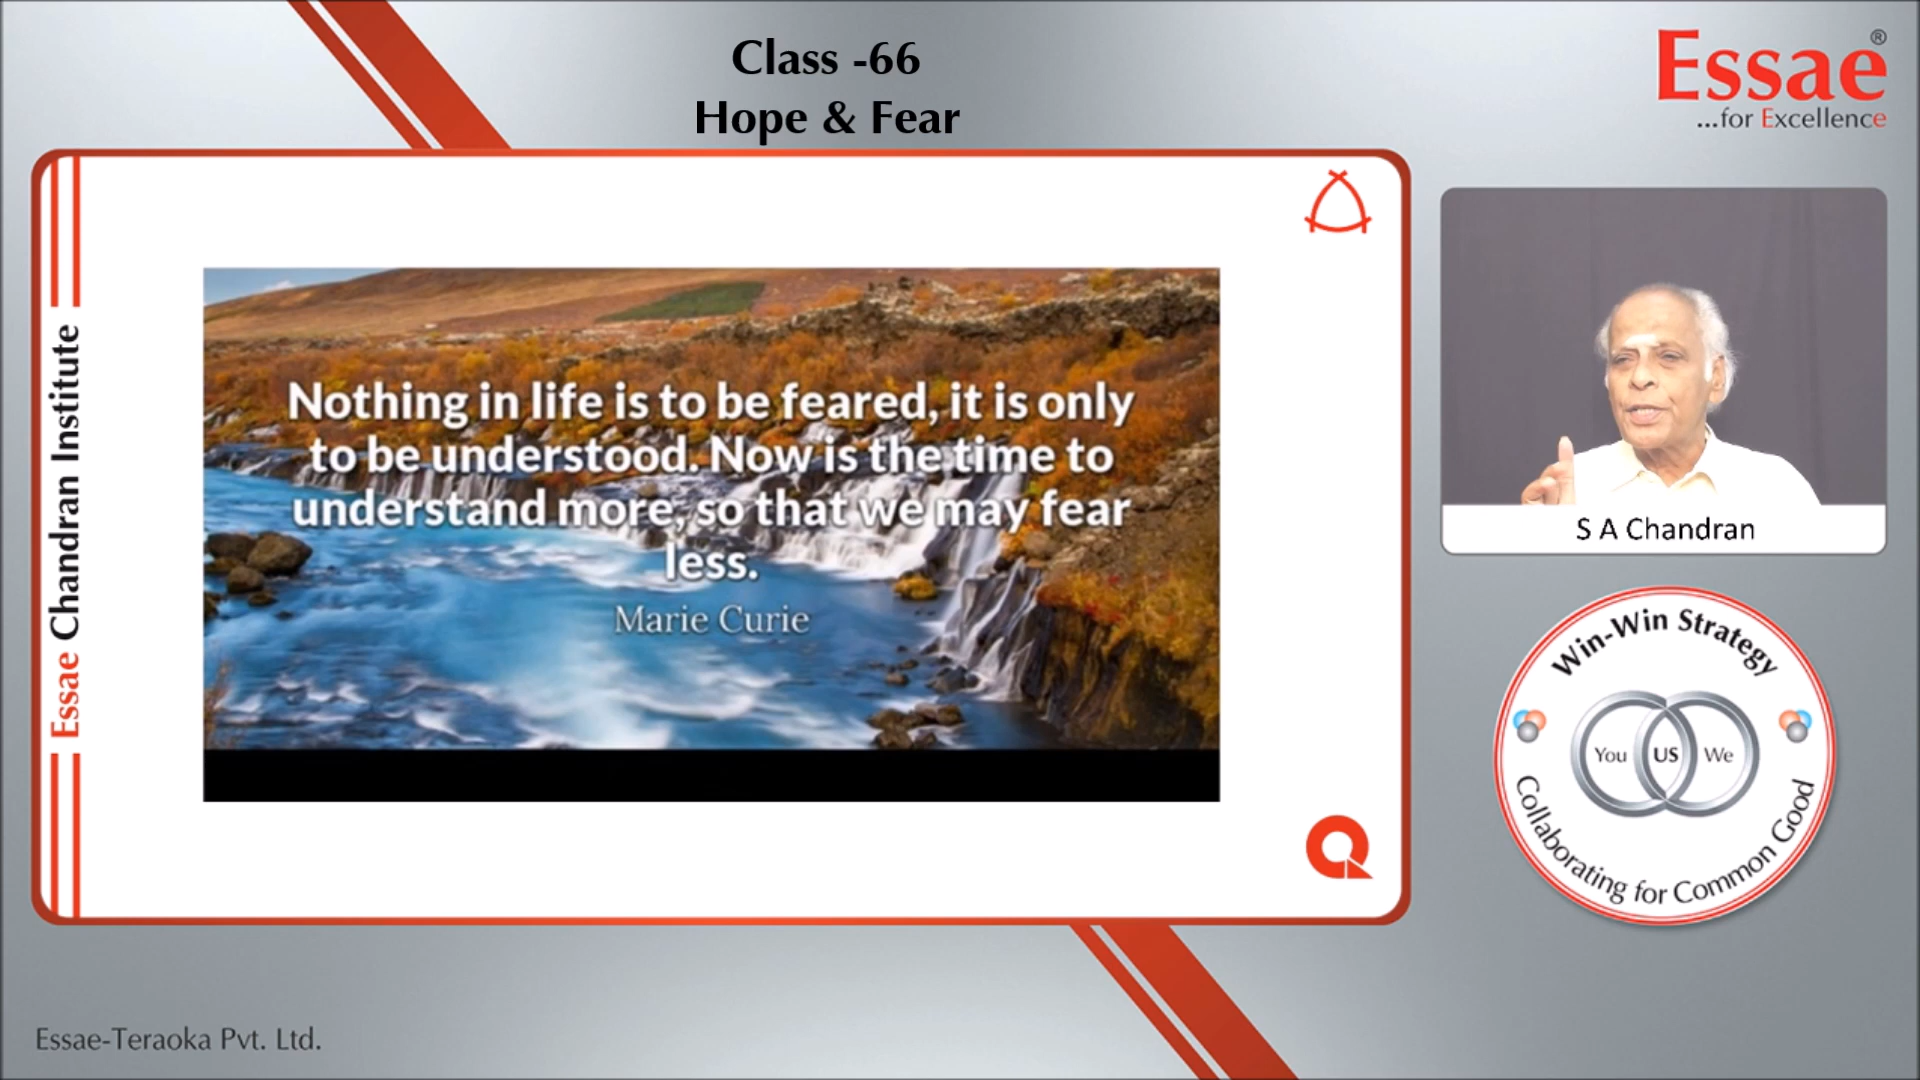 Class -66
Hope & Fear
Essae®
...for Excellence
Essae Chandran Institute
Nothing in life is to be feared, it is only
to be understood. Now is the time to
understand more, so that we may fear
less.
Marie Curie
S A Chandran
Win-Win Strategy
You US We
Collaborating for Common Good
Essae-Teraoka Pvt. Ltd.